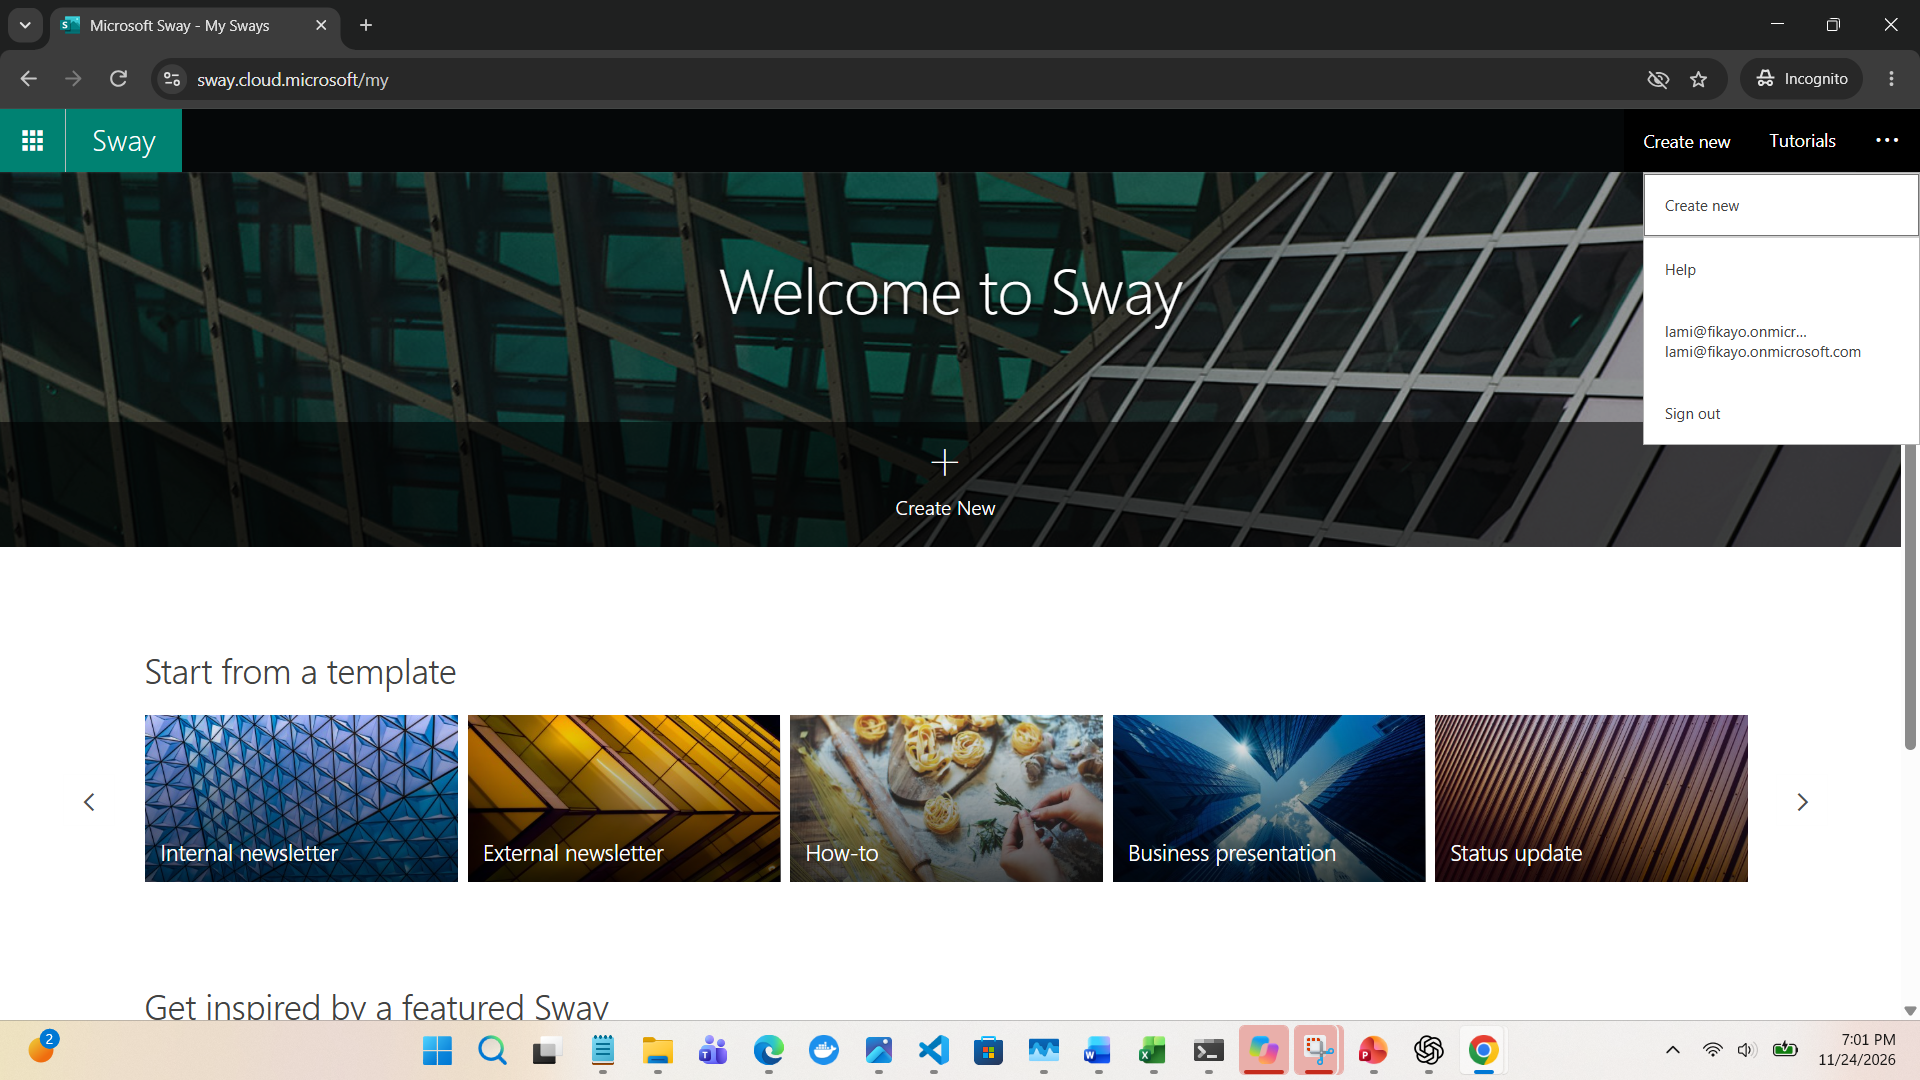 Microsoft Sway - My Sways
sway.cloud.microsoft/my
Incognito
Sway
Create new
Tutorials
Create new
Help
lami@fikayo.onmicr...
lami@fikayo.onmicrosoft.com
Sign out
Welcome to Sway
Create New
Start from a template
Internal newsletter
External newsletter
How-to
Business presentation
Status update
Get inspired by a featured Sway
2
7:01 PM
11/24/2026